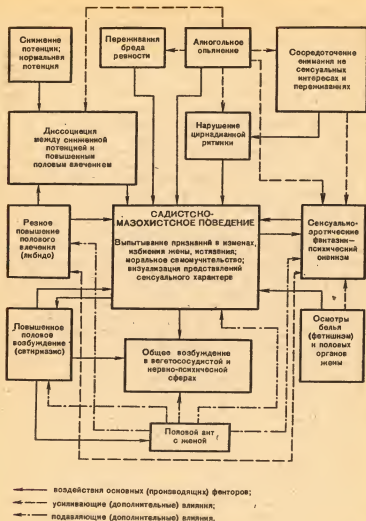 Снижение
потенции;
нормальная
потенция
Переживания
бреда
ревности
Алкогольное
опьянение
Сосредоточение
внимания на
сексуальных
интересах и
переживаниях
Диссоциация
между сниженной
потенцией и
повышенным
половым влечением
Нарушение
циркадианной
ритмики
Резкое
повышение
полового
влечения
(либидо)
САДИСТСКО-
МАЗОХИСТСКОЕ ПОВЕДЕНИЕ
Выпытывание признаний в изменах,
избиения жены, истязания;
моральное самомучительство;
визуализация представлений
сексуального характера
Сексуально-
эротические
фантазии—
психический
онанизм
Повышенное
половое
возбуждение
(сатириазис)
Общее возбуждение
в вегетососудистой и
нервно-психической
сферах
Осмотры
белья
(фетишизм)
и половых
органов
жены
Половой акт
с женой
воздействия основных (производящих) факторов;
усиливающие (дополнительные) влияния;
подавляющие (дополнительные) влияния.